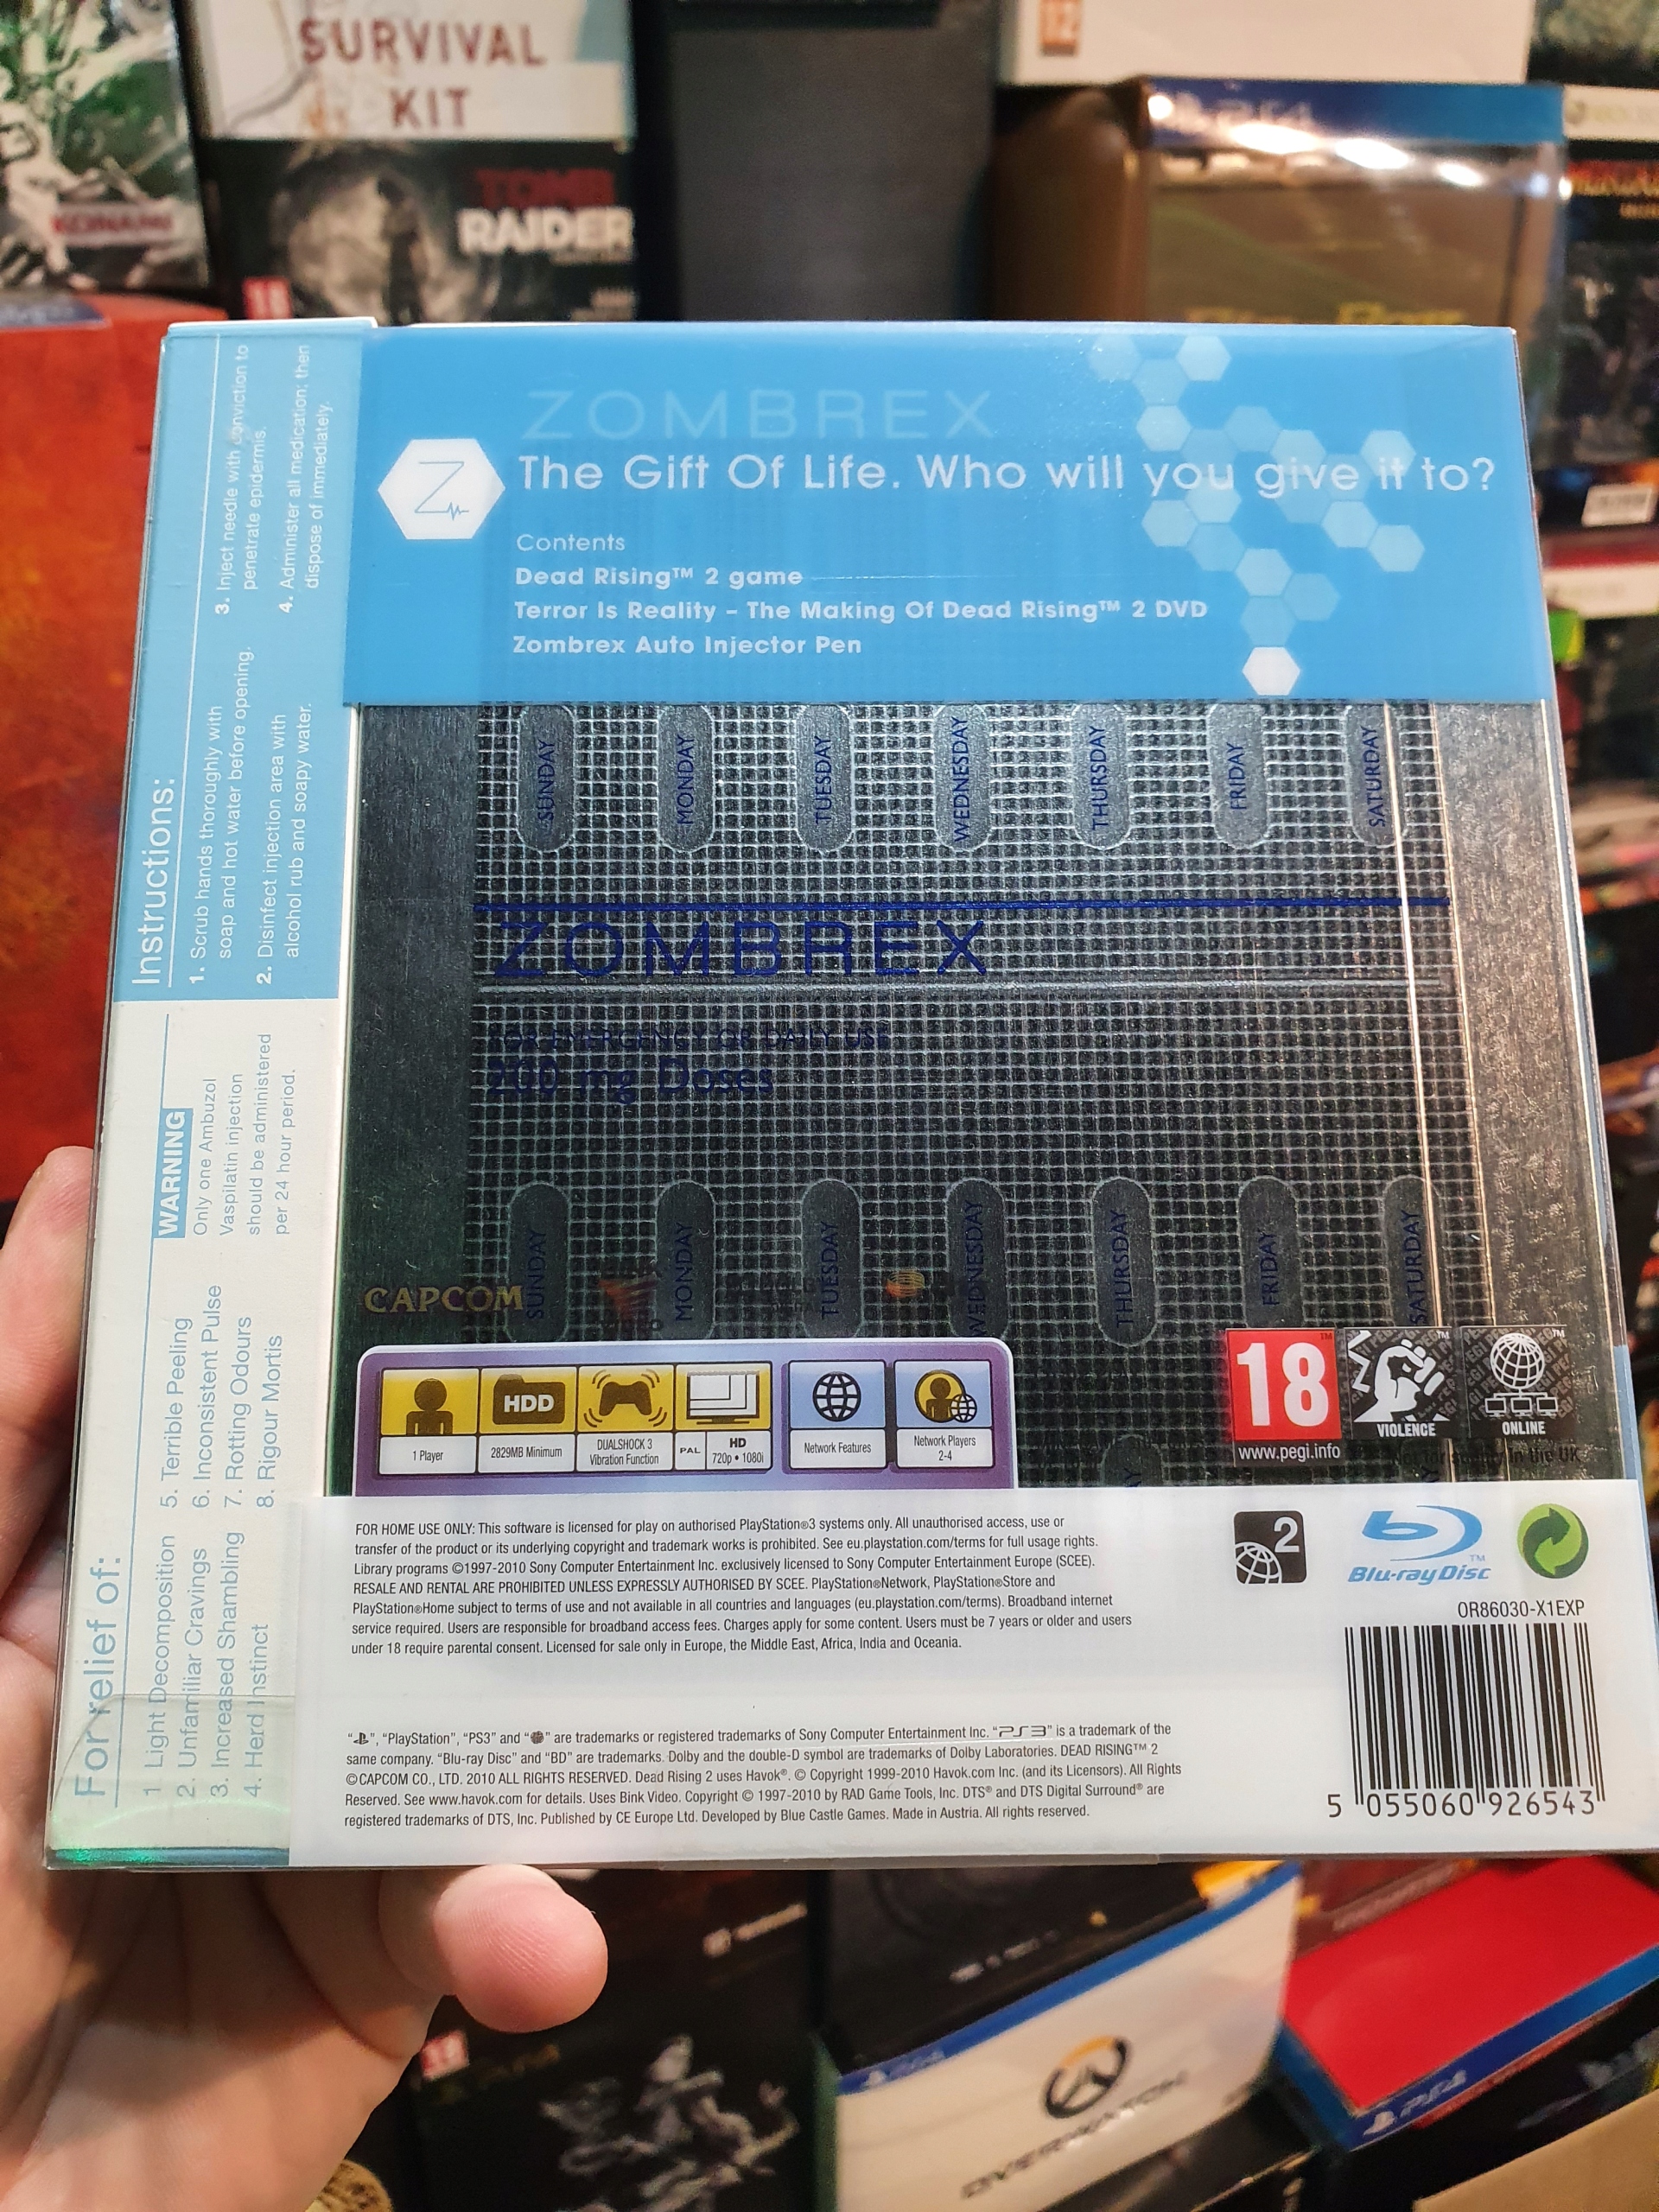 SURVIVAL
KIT
KONAMI
TOMB
RAIDER
18
12
PS4
ZOMBREX
Z
The Gift Of Life. Who will you give it to?
Contents
Dead Rising™ 2 game
Terror Is Reality – The Making Of Dead Rising™ 2 DVD
Zombrex Auto Injector Pen
Instructions:
1. Scrub hands thoroughly with
soap and hot water before opening.
2. Disinfect injection area with
alcohol rub and soapy water.
3. Inject needle with conviction to
penetrate epidermis.
4. Administer all medication; then
dispose of immediately.
WARNING
Only one Ambuzol
Vaspilatin injection
should be administered
per 24 hour period.
For relief of:
1 Light Decomposition
2. Unfamiliar Cravings
3. Increased Shambling
4. Herd Instinct
5. Terrible Peeling
6. Inconsistent Pulse
7. Rotting Odours
8. Rigour Mortis
SUNDAY MONDAY TUESDAY WEDNESDAY THURSDAY FRIDAY SATURDAY
ZOMBREX
FOR EMERGENCY OR DAILY USE
200 mg Doses
SUNDAY MONDAY TUESDAY WEDNESDAY THURSDAY FRIDAY SATURDAY
CAPCOM
1 Player
HDD
2829MB Minimum
DUALSHOCK 3
Vibration Function
PAL
HD
720p • 1080i
Network Features
Network Players
2-4
18
www.pegi.info
VIOLENCE
ONLINE
FOR HOME USE ONLY: This software is licensed for play on authorised PlayStation®3 systems only. All unauthorised access, use or
transfer of the product or its underlying copyright and trademark works is prohibited. See eu.playstation.com/terms for full usage rights.
Library programs ©1997-2010 Sony Computer Entertainment Inc. exclusively licensed to Sony Computer Entertainment Europe (SCEE).
RESALE AND RENTAL ARE PROHIBITED UNLESS EXPRESSLY AUTHORISED BY SCEE. PlayStation®Network, PlayStation®Store and
PlayStation®Home subject to terms of use and not available in all countries and languages (eu.playstation.com/terms). Broadband internet
service required. Users are responsible for broadband access fees. Charges apply for some content. Users must be 7 years or older and users
under 18 require parental consent. Licensed for sale only in Europe, the Middle East, Africa, India and Oceania.
2
Blu-ray Disc™
OR86030-X1EXP
5 055060 926543
"PlayStation", "PS3" and " " are trademarks or registered trademarks of Sony Computer Entertainment Inc. "PS3" is a trademark of the
same company. "Blu-ray Disc" and "BD" are trademarks. Dolby and the double-D symbol are trademarks of Dolby Laboratories. DEAD RISING™ 2
©CAPCOM CO., LTD. 2010 ALL RIGHTS RESERVED. Dead Rising 2 uses Havok®. © Copyright 1999-2010 Havok.com Inc. (and its Licensors). All Rights
Reserved. See www.havok.com for details. Uses Bink Video. Copyright © 1997-2010 by RAD Game Tools, Inc. DTS® and DTS Digital Surround® are
registered trademarks of DTS, Inc. Published by CE Europe Ltd. Developed by Blue Castle Games. Made in Austria. All rights reserved.
18
PS4
OVERWATCH
PS4